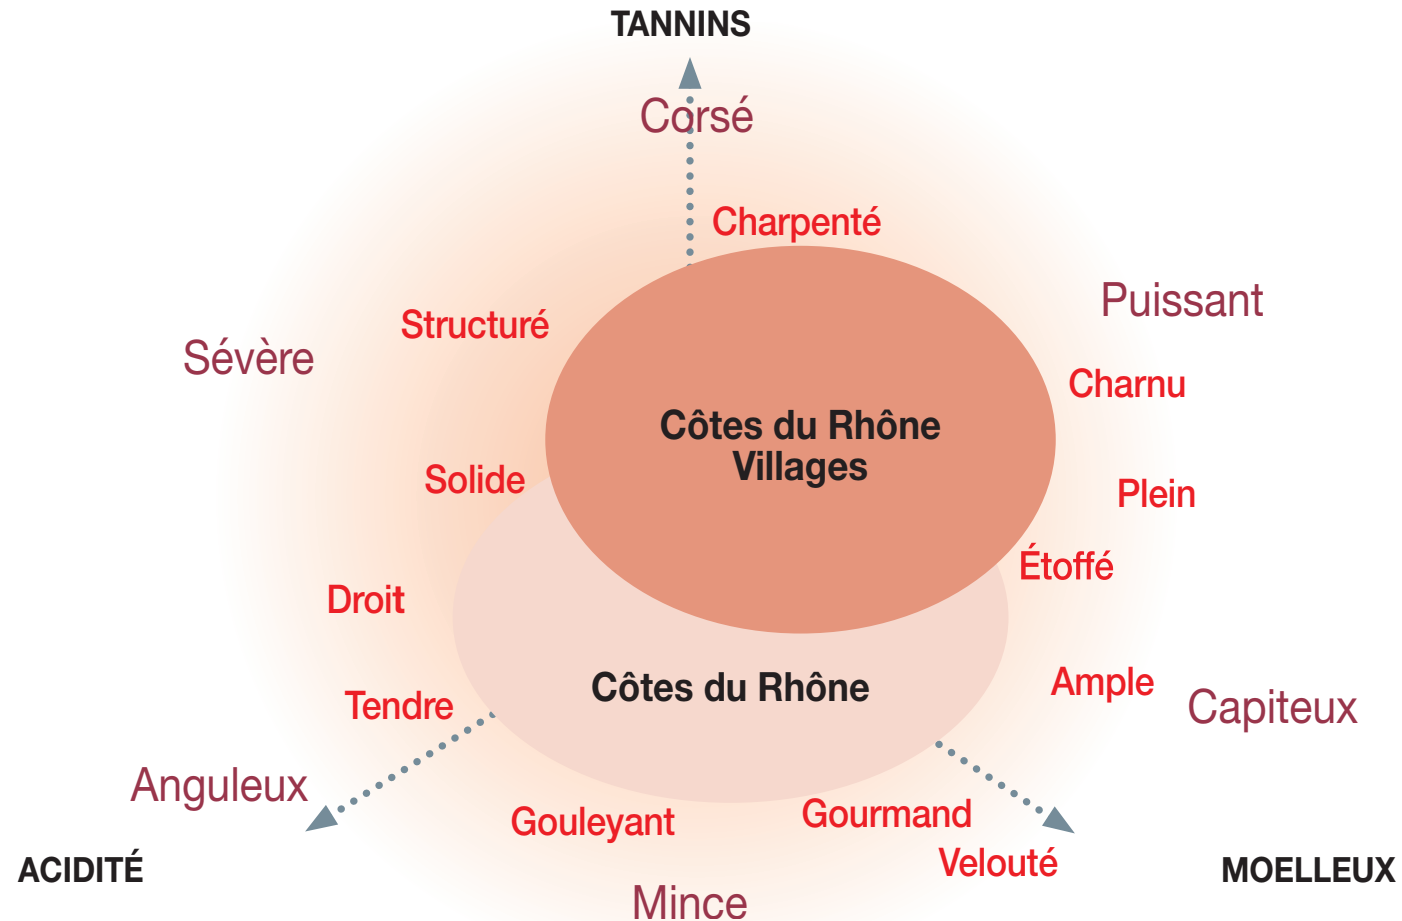 TANNINS
Corsé
Charpenté
Puissant
Structuré
Sévère
Charnu
Côtes du Rhône
Villages
Solide
Plein
Étoffé
Droit
Côtes du Rhône
Ample
Tendre
Capiteux
Anguleux
Gouleyant
Gourmand
Velouté
ACIDITÉ
MOELLEUX
Mince